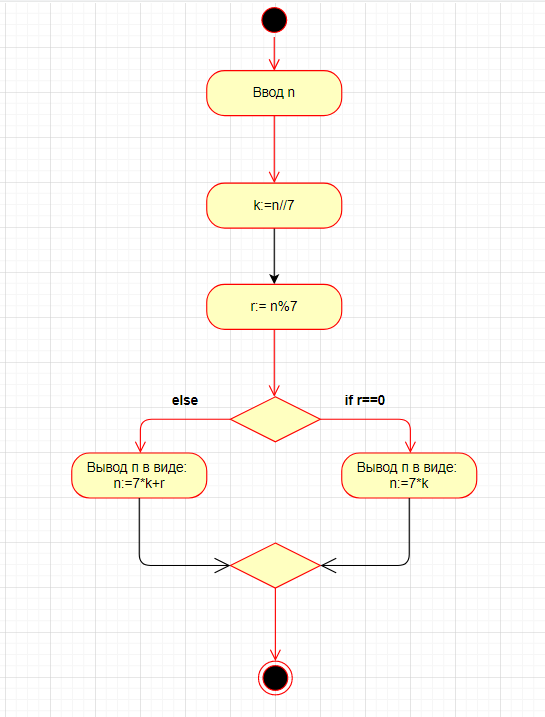 Ввод n
k:=n//7
r:= n%7
else
if r==0
Вывод n в виде:
n:=7*k+r
Вывод n в виде:
n:=7*k